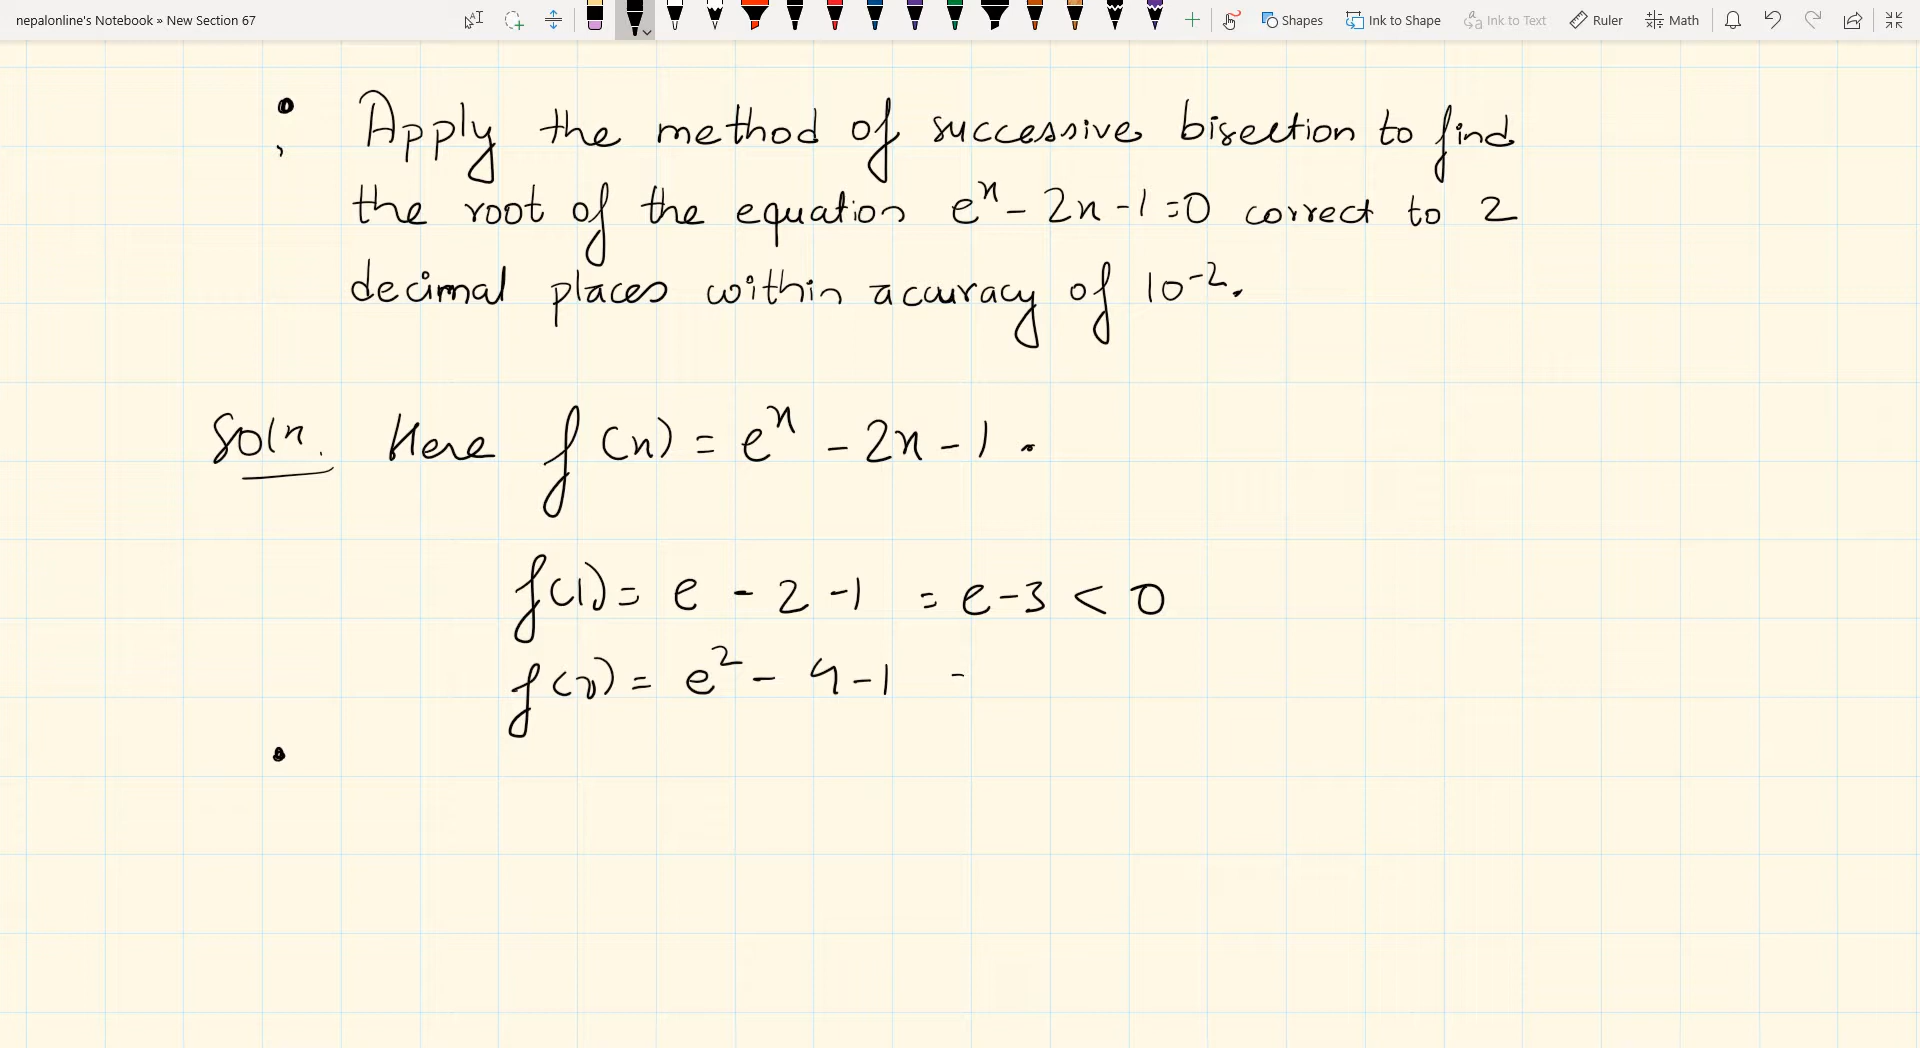 nepalonline's Notebook » New Section 67
Shapes Ink to Shape Ink to Text Ruler Math
Apply the method of successive bisection to find
the root of the equation eˣ - 2x - 1 = 0 correct to 2
decimal places within accuracy of 10⁻².
Soln. Here f(x) = eˣ - 2x - 1 .
f(1) = e - 2 - 1 = e - 3 < 0
f(2) = e² - 4 - 1 -